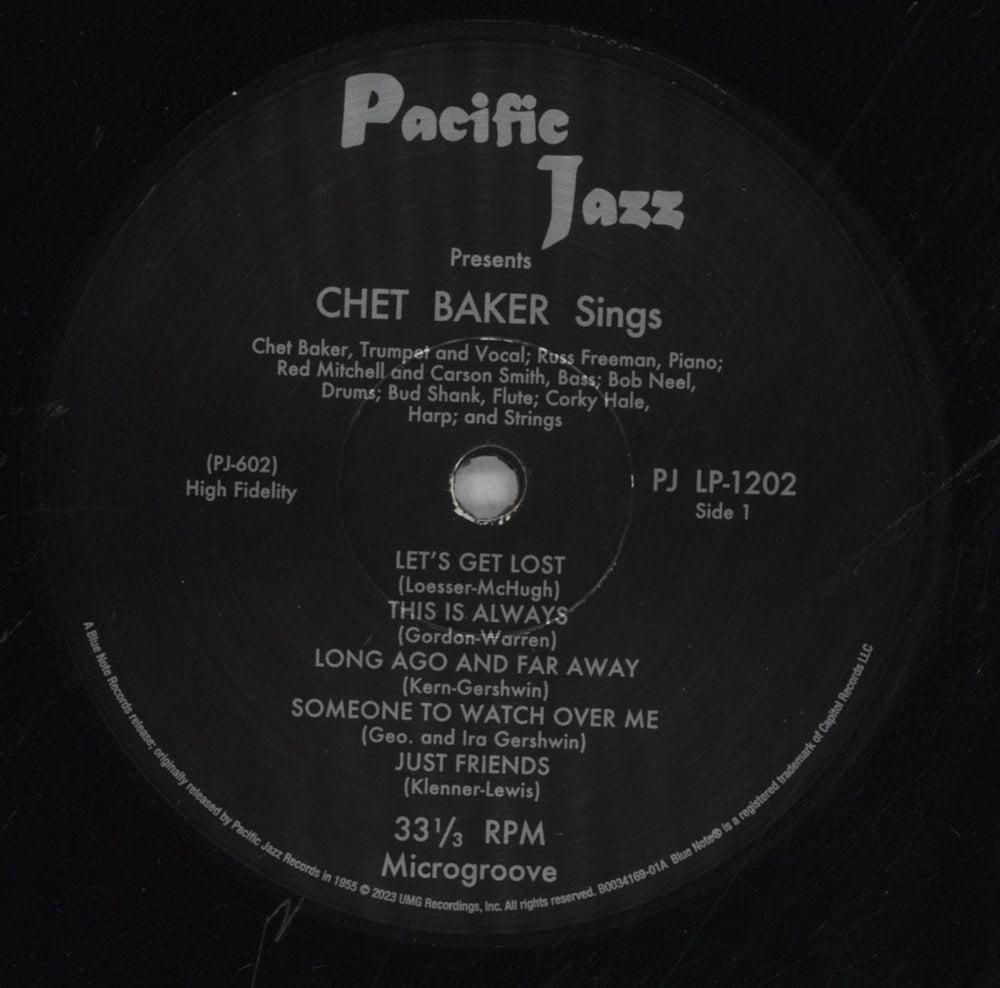 Pacific
Jazz
Presents
CHET BAKER Sings
Chet Baker, Trumpet and Vocal; Russ Freeman, Piano;
Red Mitchell and Carson Smith, Bass; Bob Neel,
Drums; Bud Shank, Flute; Corky Hale,
Harp; and Strings
(PJ-602)
High Fidelity
PJ LP-1202
Side 1
LET'S GET LOST
(Loesser-McHugh)
THIS IS ALWAYS
(Gordon-Warren)
LONG AGO AND FAR AWAY
(Kern-Gershwin)
SOMEONE TO WATCH OVER ME
(Geo. and Ira Gershwin)
JUST FRIENDS
(Klenner-Lewis)
33⅓ RPM
Microgroove
A Blue Note Records release; originally released by Pacific Jazz Records in 1955 © 2023 UMG Recordings, Inc. All rights reserved. B0034169-01A Blue Note® is a registered trademark of Capitol Records LLC